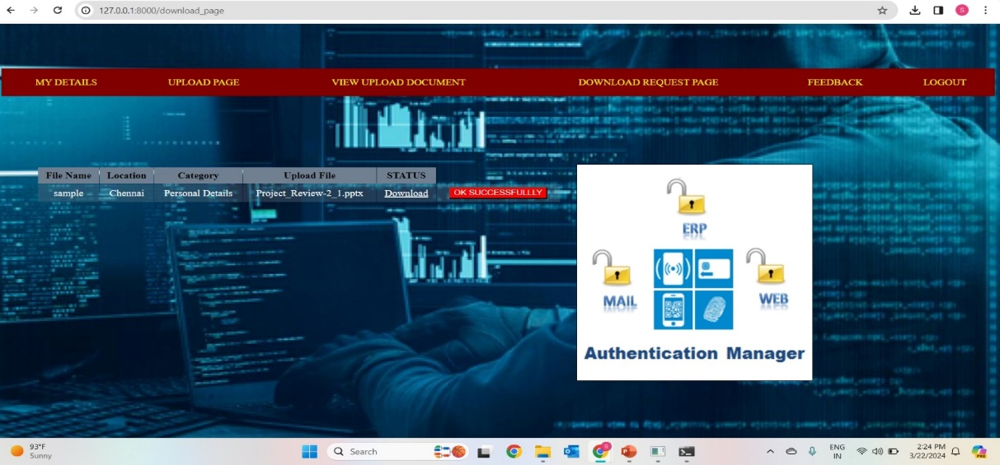 127.0.0.1:8000/download_page
S
MY DETAILS UPLOAD PAGE VIEW UPLOAD DOCUMENT DOWNLOAD REQUEST PAGE FEEDBACK LOGOUT
File Name Location Category Upload File STATUS
sample Chennai Personal Details Project_Review-2_1.pptx Download OK SUCCESSFULLLY
ERP
MAIL WEB
Authentication Manager
93°F
Sunny
Search
ENG
IN
2:24 PM
3/22/2024